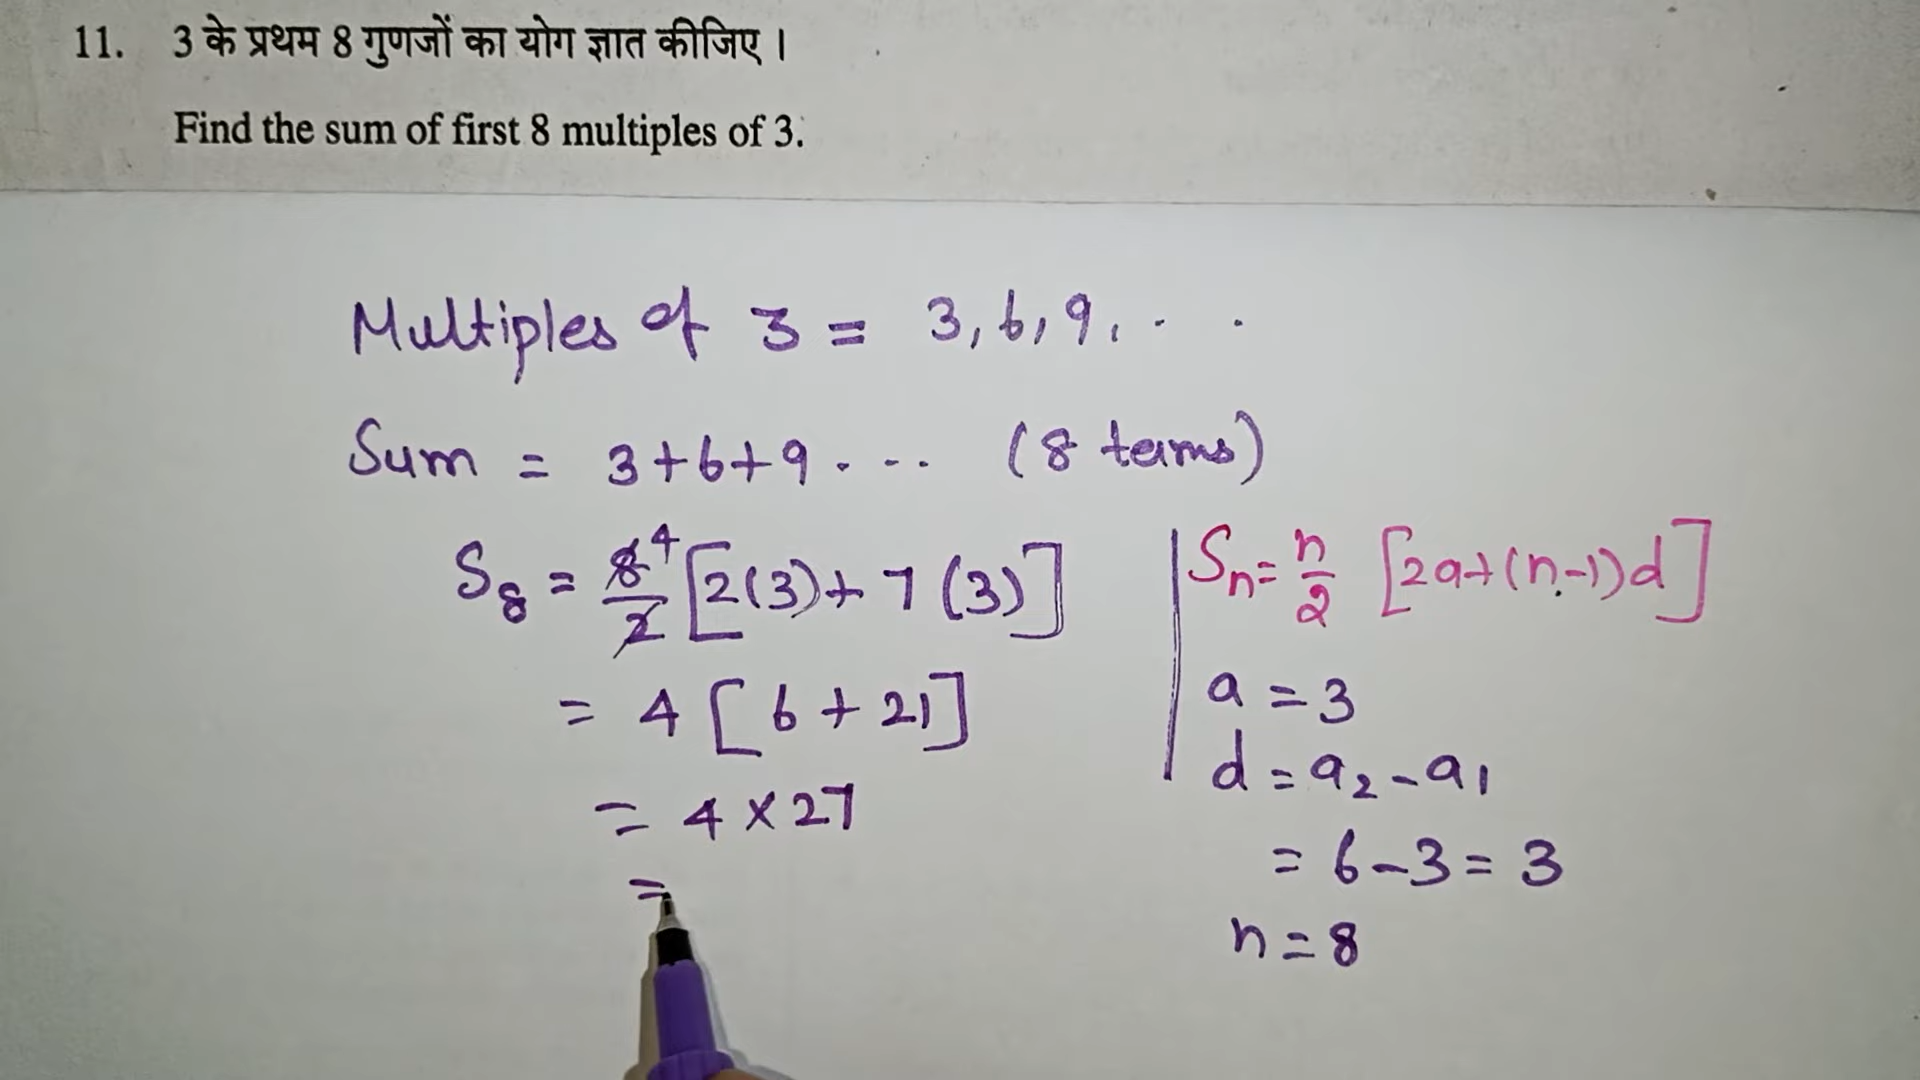 11. 3 के प्रथम 8 गुणजों का योग ज्ञात कीजिए ।
Find the sum of first 8 multiples of 3.
Multiples of 3 = 3, 6, 9, . .
Sum = 3+6+9 . . . (8 terms)
S₈ = 8/2 4 [2(3)+ 7 (3)]
= 4 [6 + 21]
= 4 × 27
=
Sₙ = n/2 [2a+(n-1)d]
a = 3
d = a₂ - a₁
= 6-3 = 3
n = 8